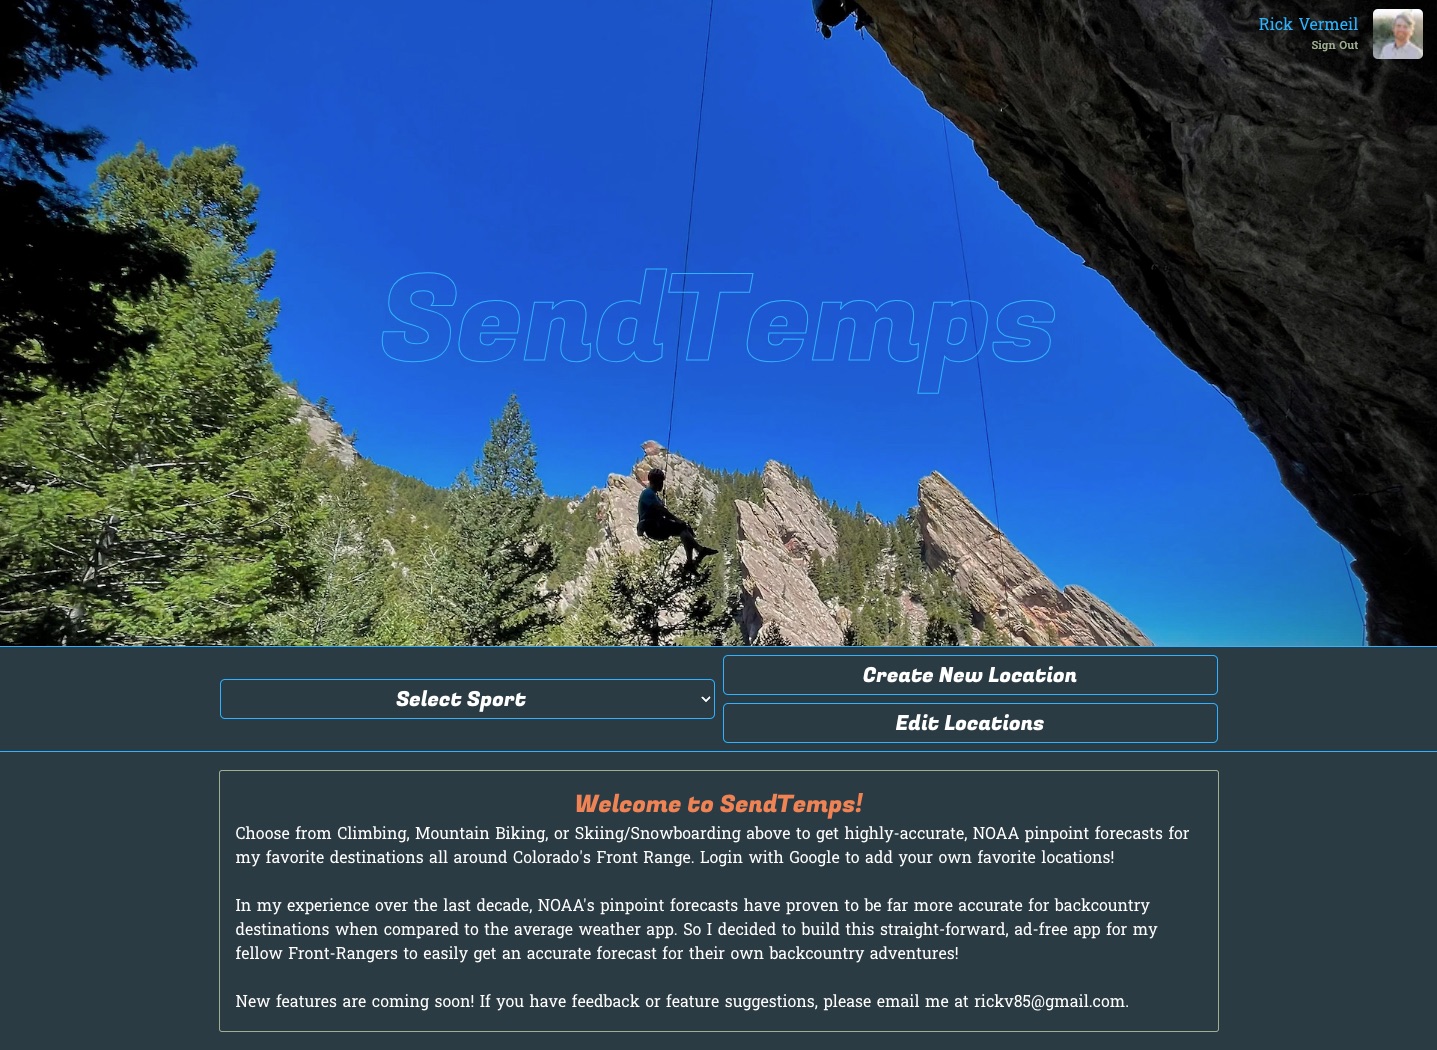 Rick Vermeil
Sign Out
SendTemps
Select Sport
Create New Location
Edit Locations
Welcome to SendTemps!
Choose from Climbing, Mountain Biking, or Skiing/Snowboarding above to get highly-accurate, NOAA pinpoint forecasts for
my favorite destinations all around Colorado's Front Range. Login with Google to add your own favorite locations!
In my experience over the last decade, NOAA's pinpoint forecasts have proven to be far more accurate for backcountry
destinations when compared to the average weather app. So I decided to build this straight-forward, ad-free app for my
fellow Front-Rangers to easily get an accurate forecast for their own backcountry adventures!
New features are coming soon! If you have feedback or feature suggestions, please email me at rickv85@gmail.com.